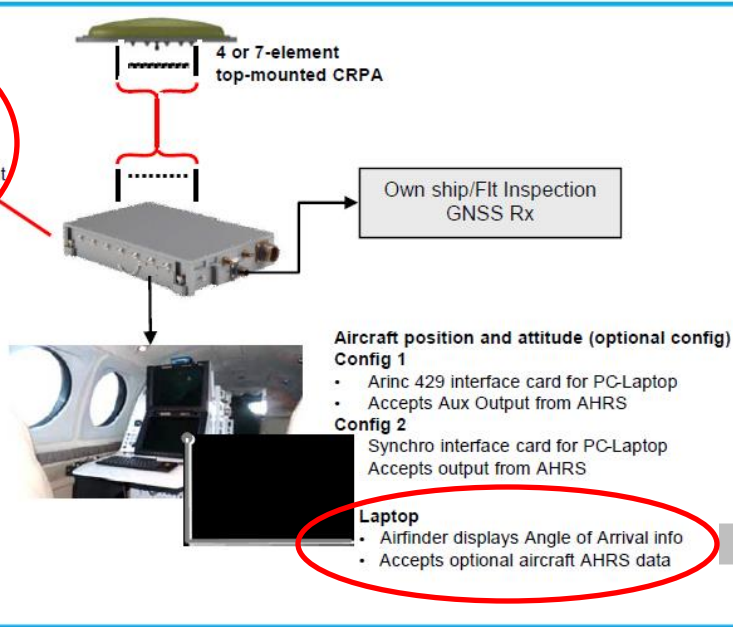 4 or 7-element
top-mounted CRPA
Own ship/Flt Inspection
GNSS Rx
Aircraft position and attitude (optional config)
Config 1
• Arinc 429 interface card for PC-Laptop
• Accepts Aux Output from AHRS
Config 2
Synchro interface card for PC-Laptop
Accepts output from AHRS
Laptop
• Airfinder displays Angle of Arrival info
• Accepts optional aircraft AHRS data